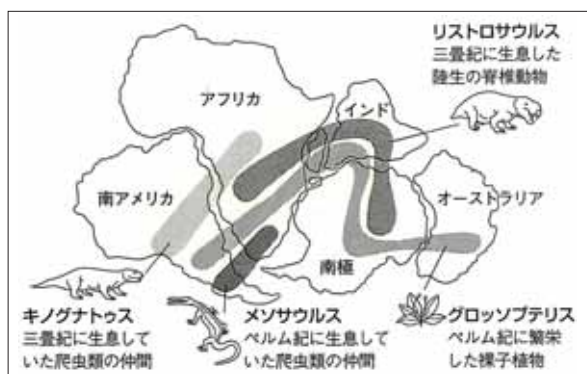 リストロサウルス
三畳紀に生息した
陸生の脊椎動物
アフリカ
インド
南アメリカ
オーストラリア
南極
キノグナトゥス
三畳紀に生息して
いた爬虫類の仲間
メソサウルス
ペルム紀に生息して
いた爬虫類の仲間
グロッソプテリス
ペルム紀に繁栄
した裸子植物